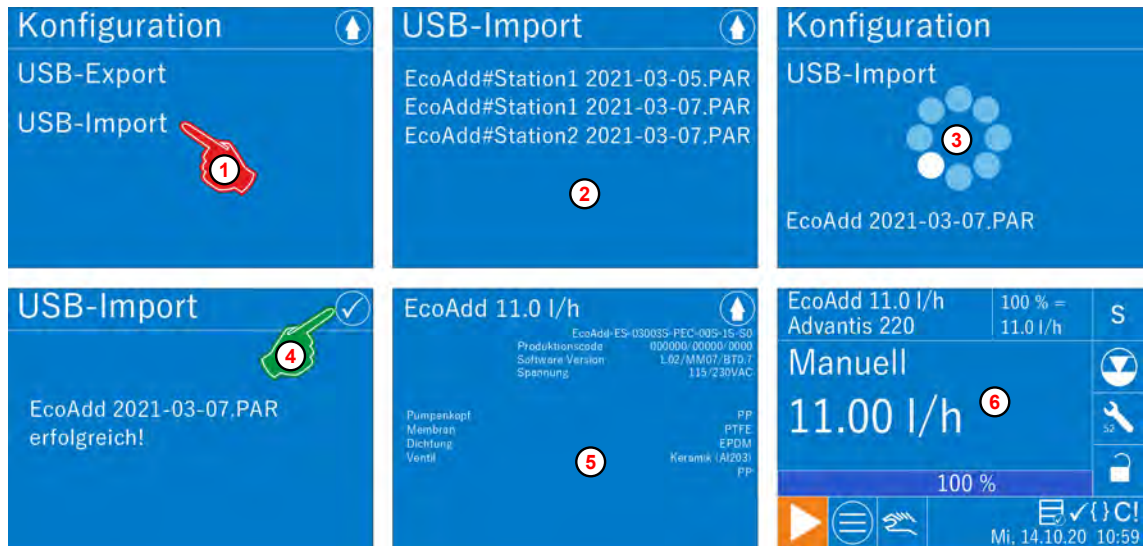 Konfiguration
USB-Export
USB-Import
1
USB-Import
EcoAdd#Station1 2021-03-05.PAR
EcoAdd#Station1 2021-03-07.PAR
EcoAdd#Station2 2021-03-07.PAR
2
Konfiguration
USB-Import
3
EcoAdd 2021-03-07.PAR
USB-Import
4
EcoAdd 2021-03-07.PAR
erfolgreich!
EcoAdd 11.0 l/h
EcoAdd-ES-03003S-PEC-00S-1S-S0
Produktionscode 000000/00000/0000
Software Version 1.02/MM07/BT0.7
Spannung 115/230VAC
Pumpenkopf PP
Membran PTFE
Dichtung EPDM
Ventil Keramik (Al203)
PP
5
EcoAdd 11.0 l/h 100 % =
Advantis 220 11.0 l/h
S
Manuell
11.00 l/h
6
52
100 %
{ } C!
Mi, 14.10.20 10:59